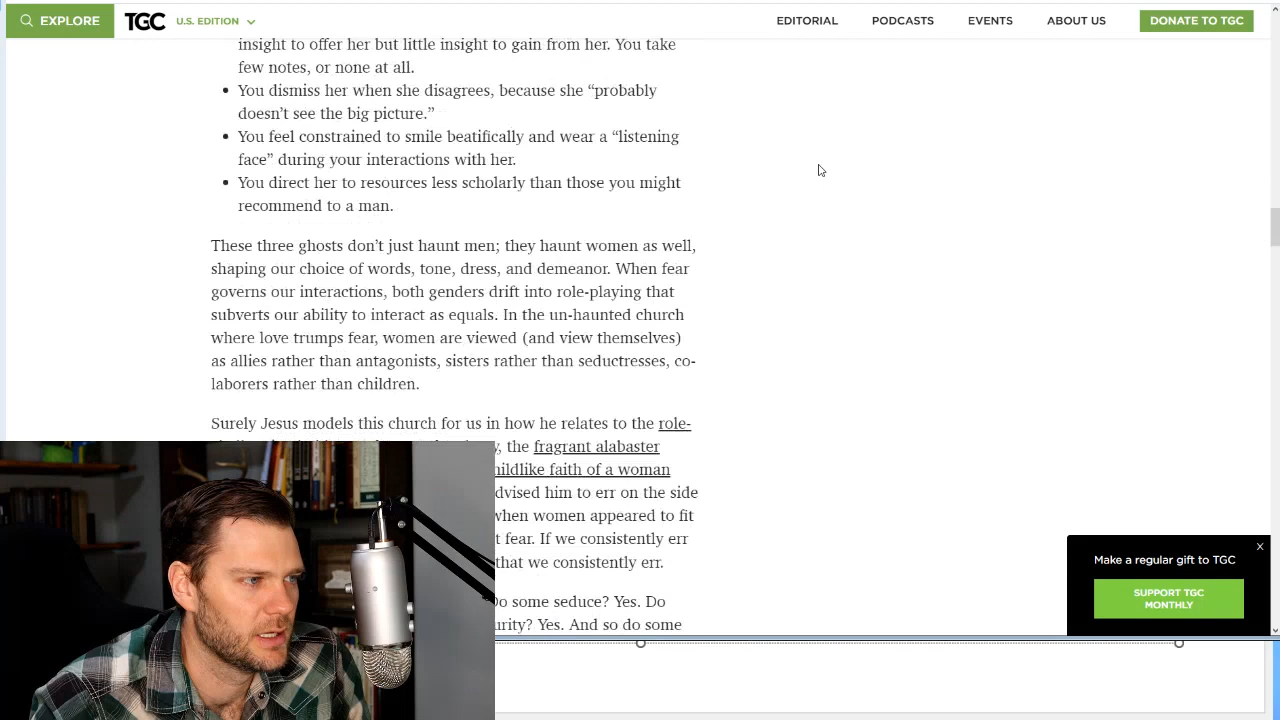 EXPLORE
TGC
U.S. EDITION
EDITORIAL
PODCASTS
EVENTS
ABOUT US
DONATE TO TGC
insight to offer her but little insight to gain from her. You take
few notes, or none at all.
• You dismiss her when she disagrees, because she “probably
doesn’t see the big picture.”
• You feel constrained to smile beatifically and wear a “listening
face” during your interactions with her.
• You direct her to resources less scholarly than those you might
recommend to a man.
These three ghosts don’t just haunt men; they haunt women as well,
shaping our choice of words, tone, dress, and demeanor. When fear
governs our interactions, both genders drift into role-playing that
subverts our ability to interact as equals. In the un-haunted church
where love trumps fear, women are viewed (and view themselves)
as allies rather than antagonists, sisters rather than seductresses, co-
laborers rather than children.
Surely Jesus models this church for us in how he relates to the role-
, the fragrant alabaster
hildlike faith of a woman
dvised him to err on the side
when women appeared to fit
t fear. If we consistently err
that we consistently err.
Do some seduce? Yes. Do
urity? Yes. And so do some
X
Make a regular gift to TGC
SUPPORT TGC
MONTHLY